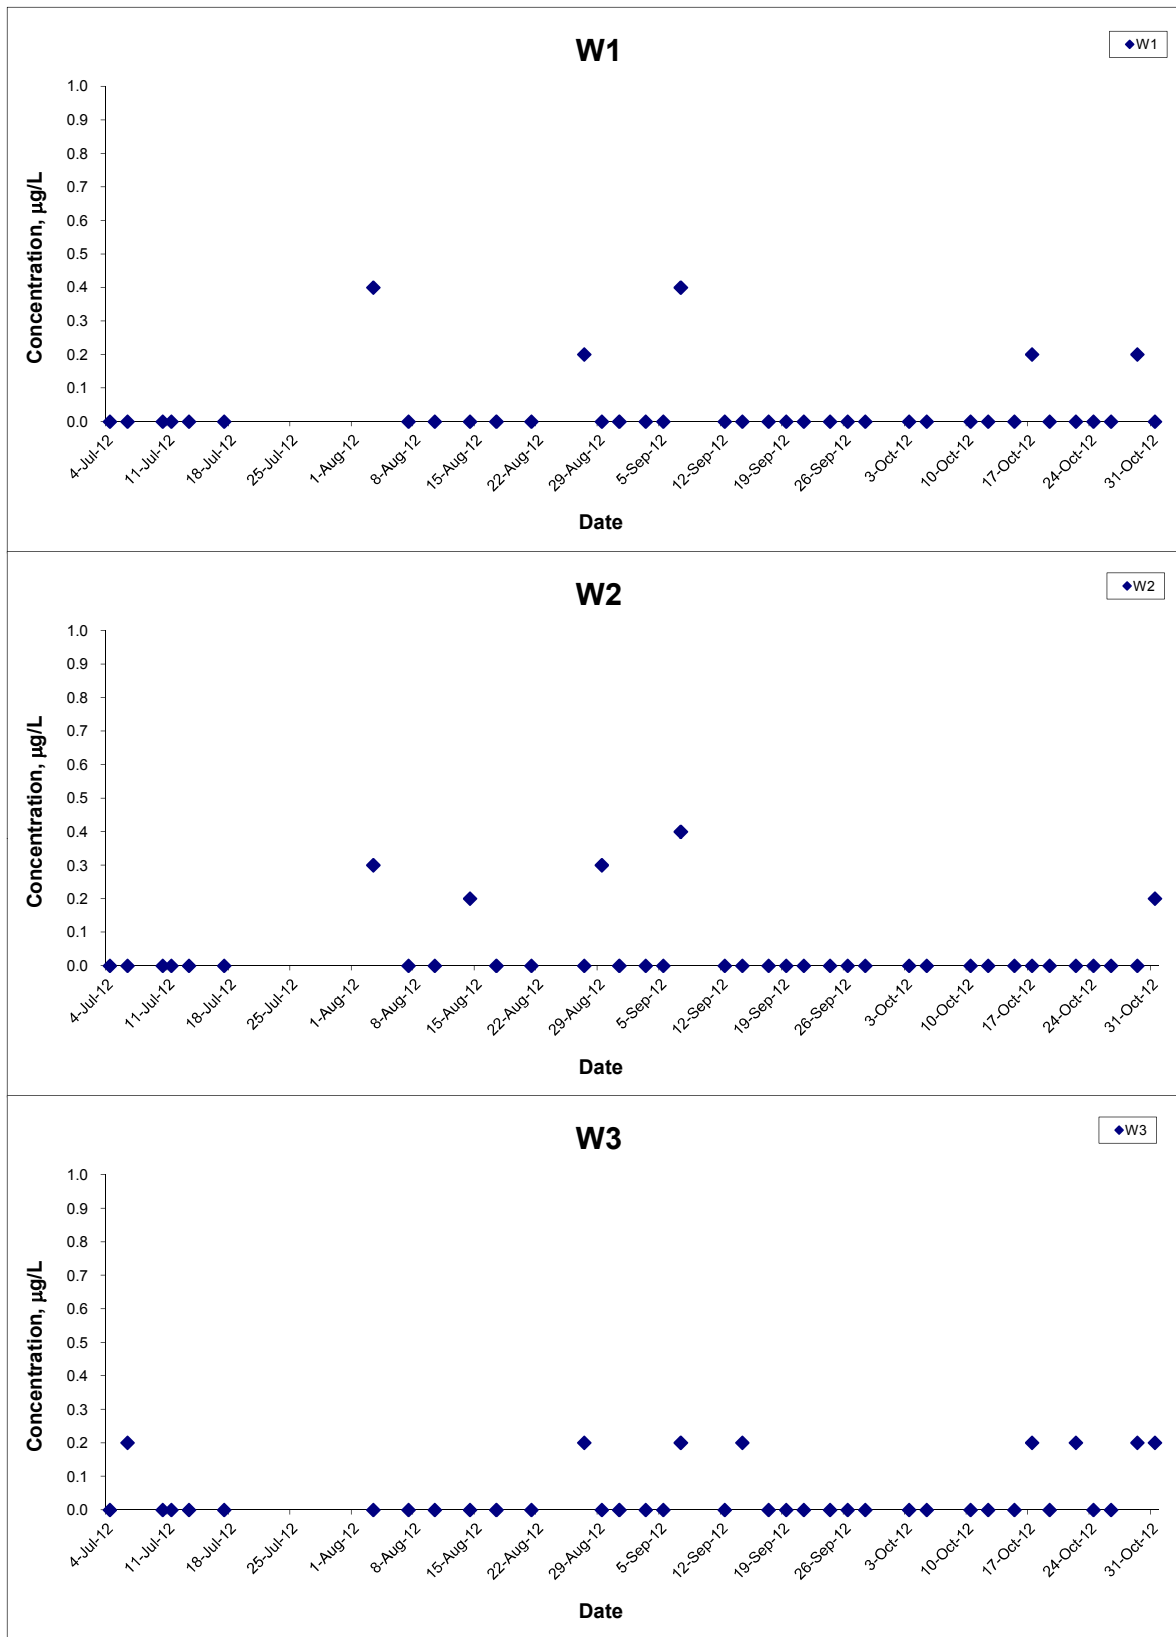 W1
W1
1.0
0.9
0.8
0.7
0.6
0.5
0.4
0.3
0.2
0.1
0.0
Concentration, µg/L
4-Jul-12
11-Jul-12
18-Jul-12
25-Jul-12
1-Aug-12
8-Aug-12
15-Aug-12
22-Aug-12
29-Aug-12
5-Sep-12
12-Sep-12
19-Sep-12
26-Sep-12
3-Oct-12
10-Oct-12
17-Oct-12
24-Oct-12
31-Oct-12
Date
W2
W2
1.0
0.9
0.8
0.7
0.6
0.5
0.4
0.3
0.2
0.1
0.0
Concentration, µg/L
4-Jul-12
11-Jul-12
18-Jul-12
25-Jul-12
1-Aug-12
8-Aug-12
15-Aug-12
22-Aug-12
29-Aug-12
5-Sep-12
12-Sep-12
19-Sep-12
26-Sep-12
3-Oct-12
10-Oct-12
17-Oct-12
24-Oct-12
31-Oct-12
Date
W3
W3
1.0
0.9
0.8
0.7
0.6
0.5
0.4
0.3
0.2
0.1
0.0
Concentration, µg/L
4-Jul-12
11-Jul-12
18-Jul-12
25-Jul-12
1-Aug-12
8-Aug-12
15-Aug-12
22-Aug-12
29-Aug-12
5-Sep-12
12-Sep-12
19-Sep-12
26-Sep-12
3-Oct-12
10-Oct-12
17-Oct-12
24-Oct-12
31-Oct-12
Date